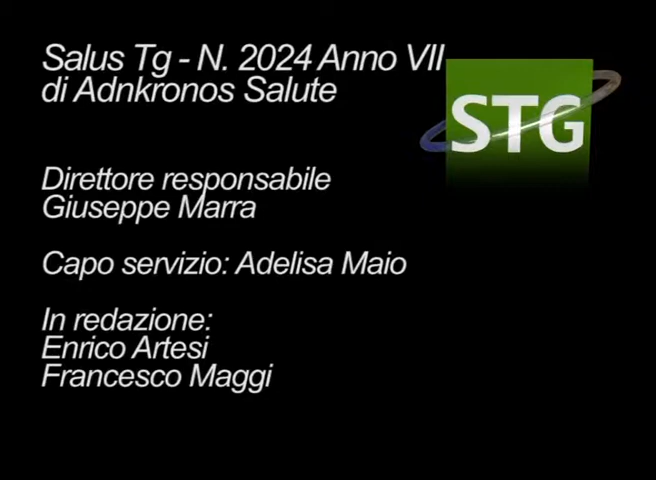 Salus Tg - N. 2024 Anno VII
di Adnkronos Salute
STG
Direttore responsabile
Giuseppe Marra
Capo servizio: Adelisa Maio
In redazione:
Enrico Artesi
Francesco Maggi